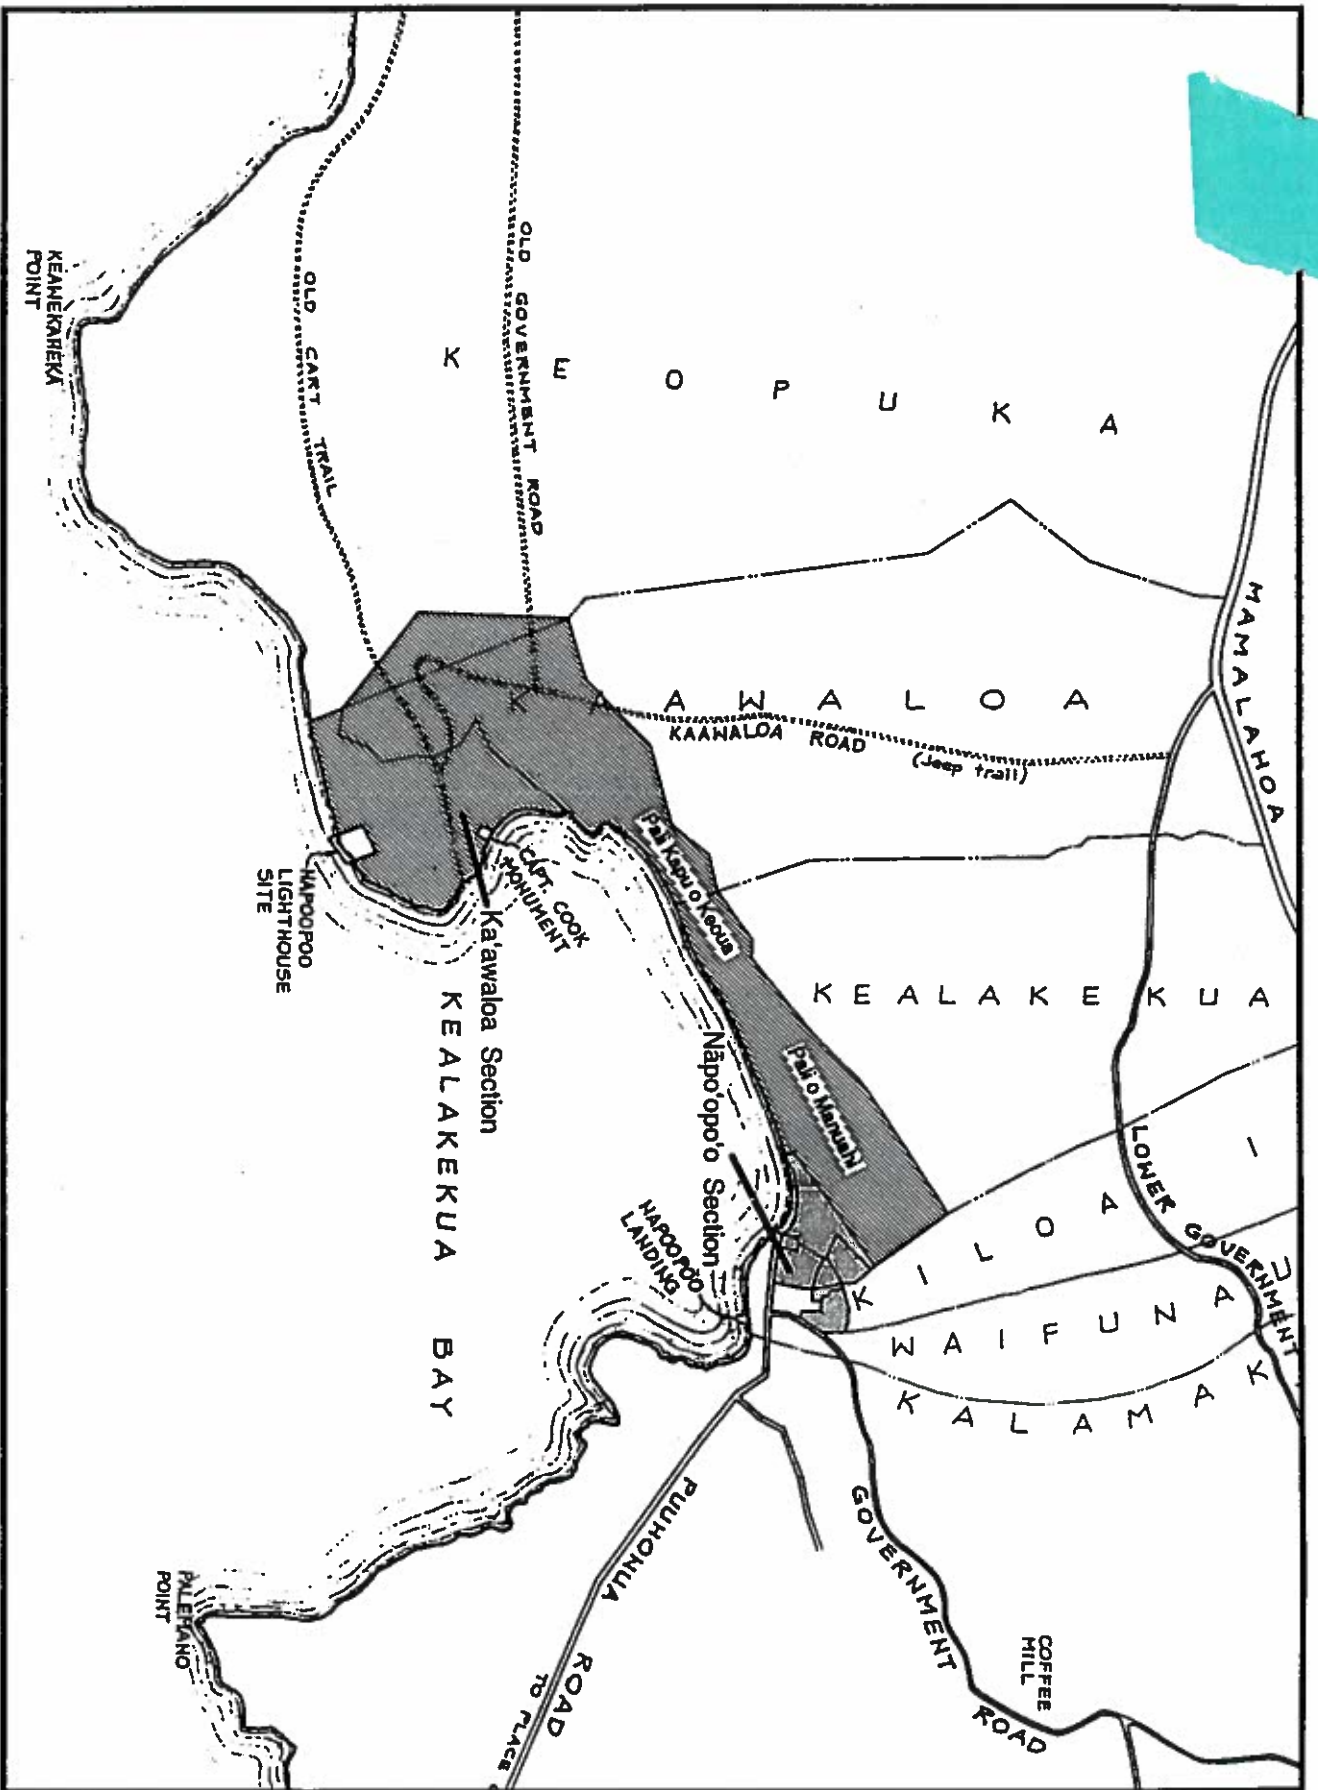 KEAWEKAHEKA
POINT
OLD CART TRAIL
OLD GOVERNMENT ROAD
KEOPUKA
MAMALAHOA
KAAWALOA
KAAWALOA ROAD
(Jeep trail)
Pali Kapu o Keoua
CAPT. COOK
MONUMENT
NAPOOPOO
LIGHTHOUSE
SITE
Ka'awaloa Section
KEALAKEKUA BAY
KEALAKEKUA
Pali o Manuahi
Nāpo'opo'o Section
NAPOOPOO
LANDING
LOWER GOVERNMENT
KILOA I
WAIFUNA U
KALAMAK
GOVERNMENT ROAD
PUUHONUA ROAD
TO PLACE
COFFEE
MILL
PALEMANO
POINT